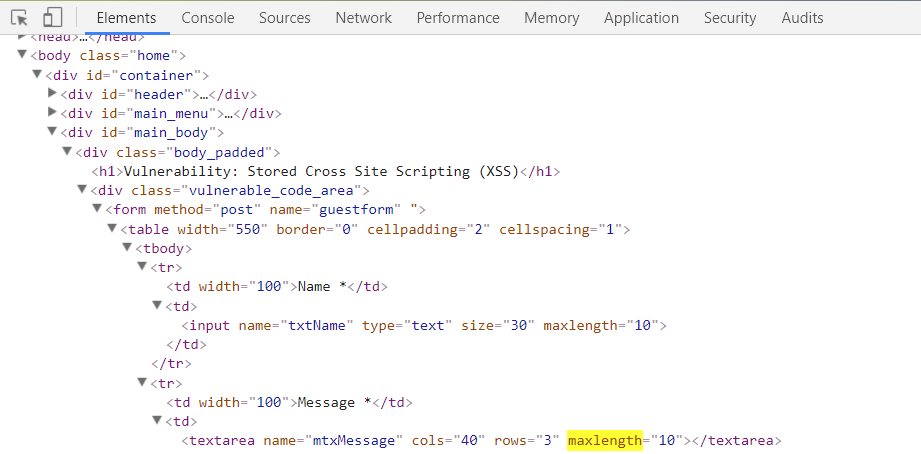 Elements Console Sources Network Performance Memory Application Security Audits
<head>…</head>
<body class="home">
<div id="container">
<div id="header">…</div>
<div id="main_menu">…</div>
<div id="main_body">
<div class="body_padded">
<h1>Vulnerability: Stored Cross Site Scripting (XSS)</h1>
<div class="vulnerable_code_area">
<form method="post" name="guestform" ">
<table width="550" border="0" cellpadding="2" cellspacing="1">
<tbody>
<tr>
<td width="100">Name *</td>
<td>
<input name="txtName" type="text" size="30" maxlength="10">
</td>
</tr>
<tr>
<td width="100">Message *</td>
<td>
<textarea name="mtxMessage" cols="40" rows="3" maxlength="10"></textarea>